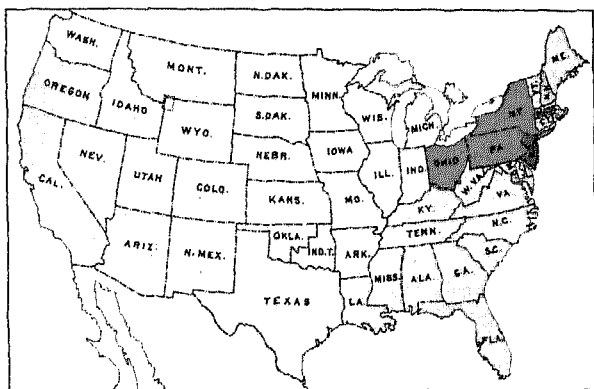 WASH.
MONT.
N.DAK.
MINN.
ME.
VT.
OREGON
IDAHO
S.DAK.
WIS.
MICH.
N.Y.
WYO.
NEBR.
IOWA
PA.
NEV.
UTAH
COLO.
ILL.
IND.
OHIO
W.VA.
CAL.
KANS.
MO.
KY.
VA.
ARIZ.
N.MEX.
OKLA.
IND.T.
ARK.
TENN.
N.C.
S.C.
TEXAS
LA.
MISS.
ALA.
GA.
FLA.